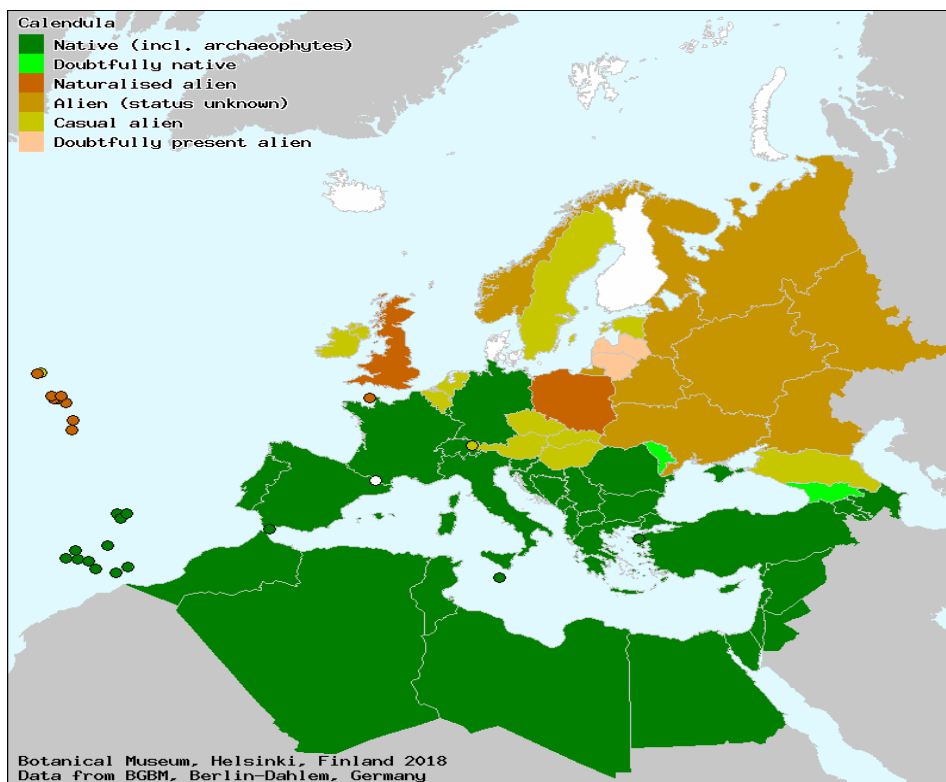 Calendula
Native (incl. archaeophytes)
Doubtfully native
Naturalised alien
Alien (status unknown)
Casual alien
Doubtfully present alien
Botanical Museum, Helsinki, Finland 2018
Data from BGBM, Berlin-Dahlem, Germany